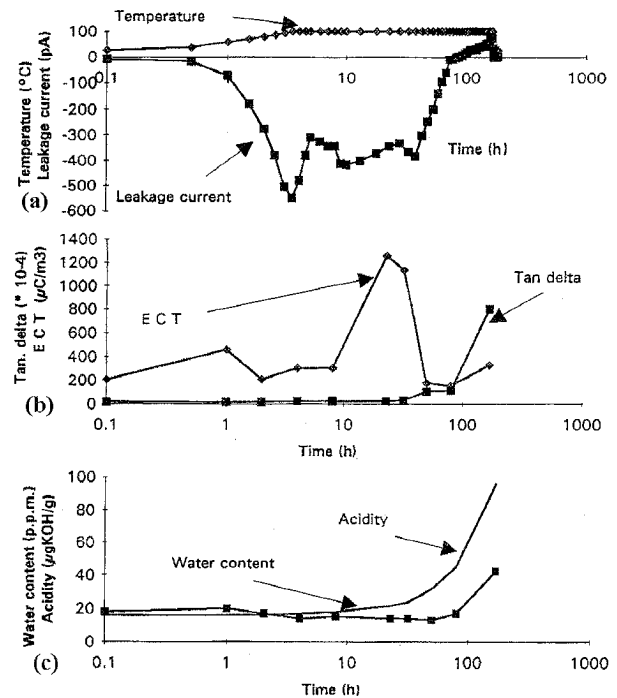 Temperature
Temperature (°C)
Leakage current (pA)
100
0
-100
-200
-300
-400
-500
-600
0.1
1
10
100
1000
Time (h)
Leakage current
(a)
Tan. delta (* 10-4)
E C T (µC/m3)
1400
1200
1000
800
600
400
200
0
E C T
Tan delta
0.1
1
10
100
1000
(b)
Time (h)
Water content (p.p.m.)
Acidity (µgKOH/g)
100
80
60
40
20
0
Acidity
Water content
0.1
1
10
100
1000
(c)
Time (h)